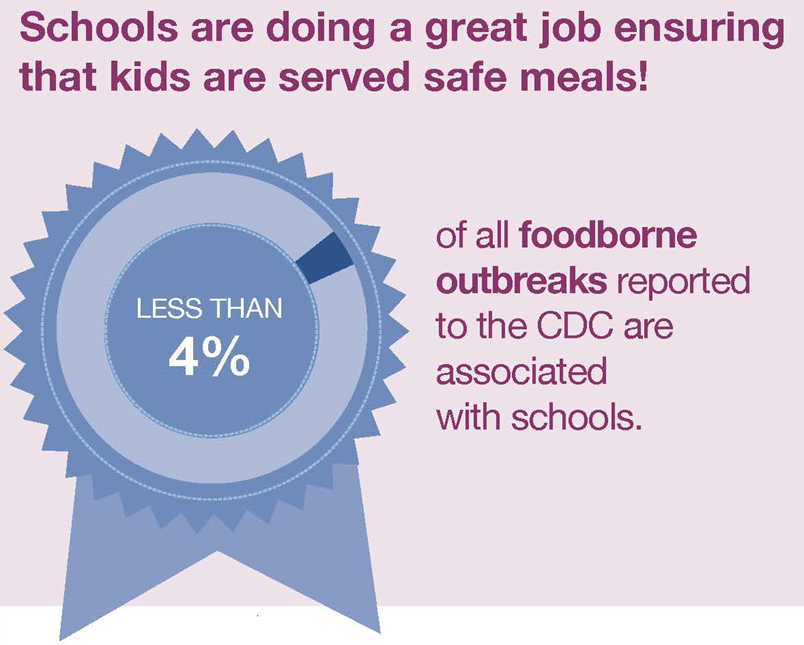 Schools are doing a great job ensuring
that kids are served safe meals!
LESS THAN
4%
of all foodborne
outbreaks reported
to the CDC are
associated
with schools.